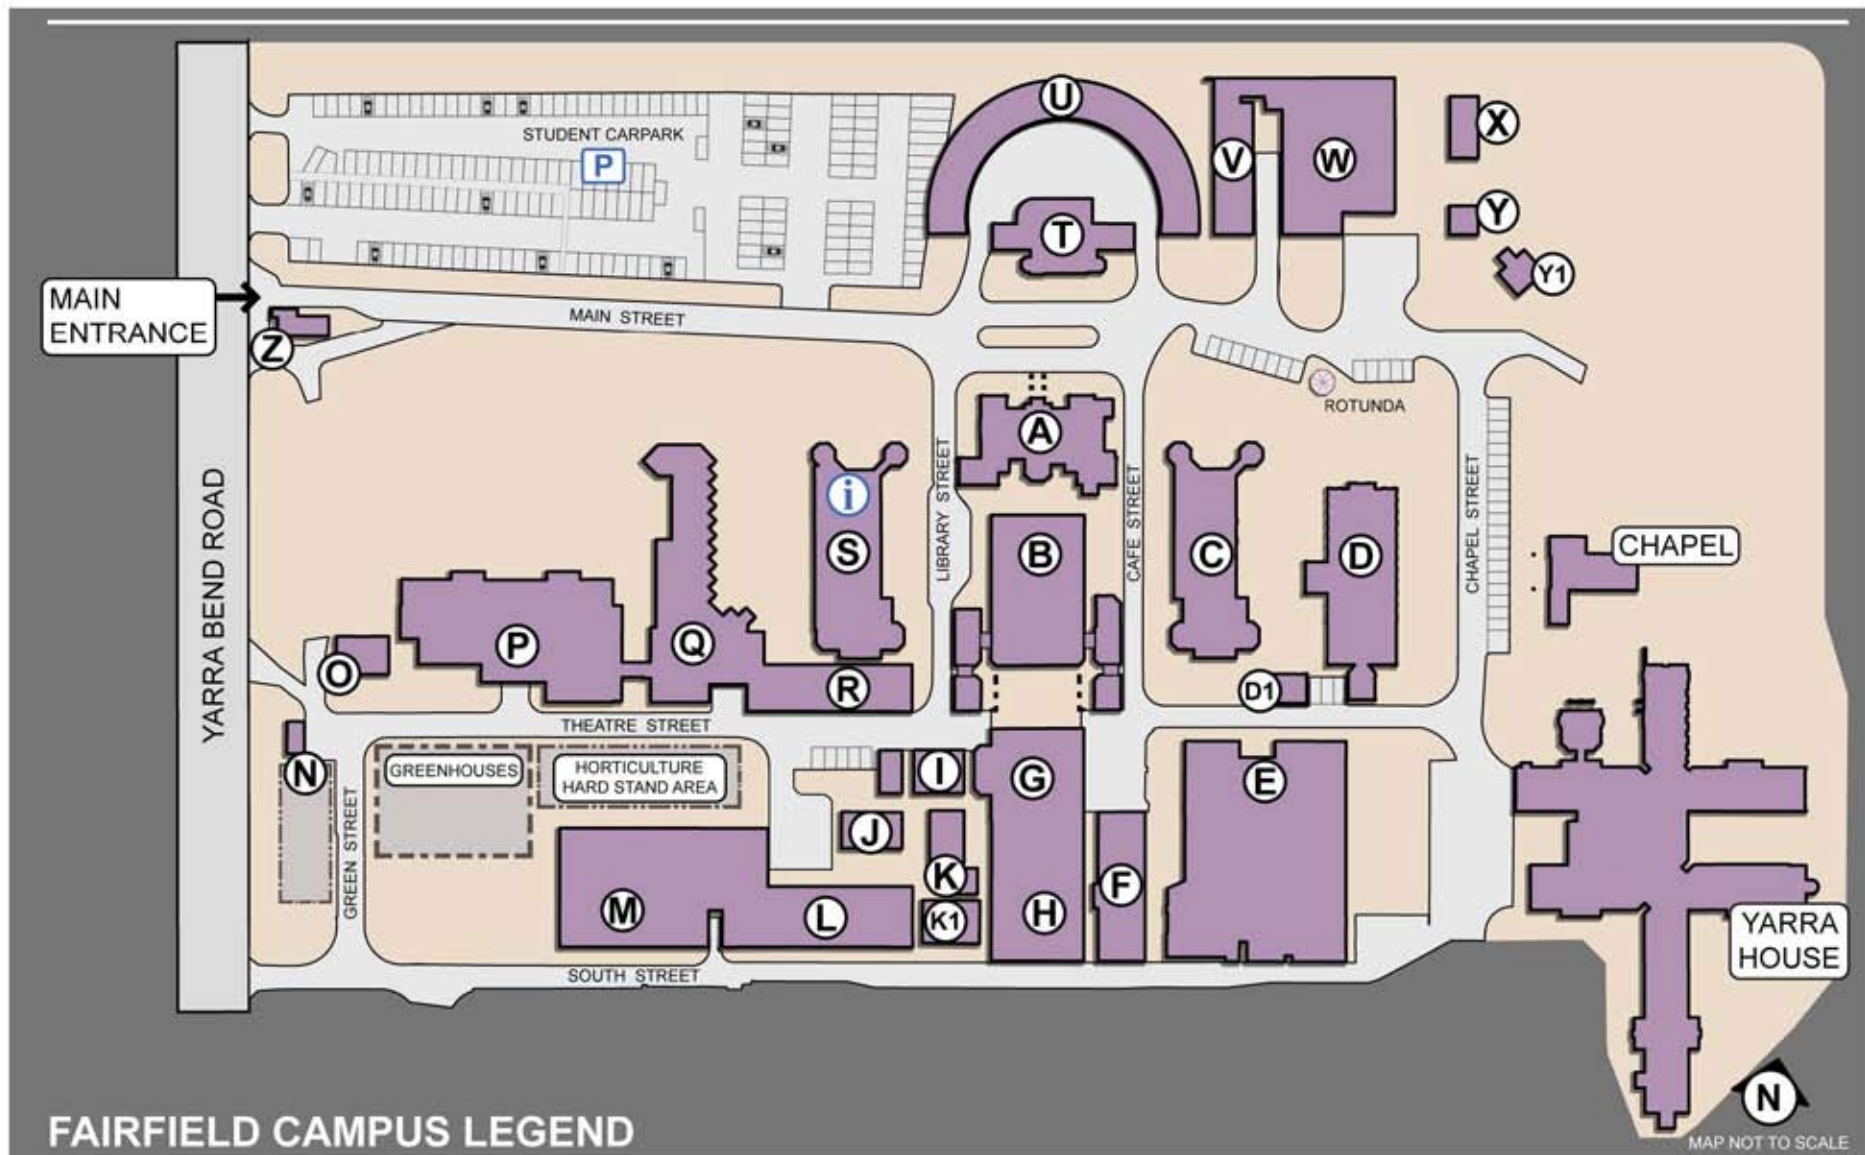 U
X
STUDENT CARPARK
P
V
W
Y
T
Y1
MAIN
ENTRANCE
MAIN STREET
Z
ROTUNDA
A
YARRA BEND ROAD
i
S
LIBRARY STREET
B
CAFE STREET
C
D
CHAPEL STREET
CHAPEL
O
P
Q
R
D1
THEATRE STREET
N
GREENHOUSES
HORTICULTURE
HARD STAND AREA
I
G
E
GREEN STREET
J
K
F
M
L
K1
H
YARRA
HOUSE
SOUTH STREET
N
FAIRFIELD CAMPUS LEGEND
MAP NOT TO SCALE